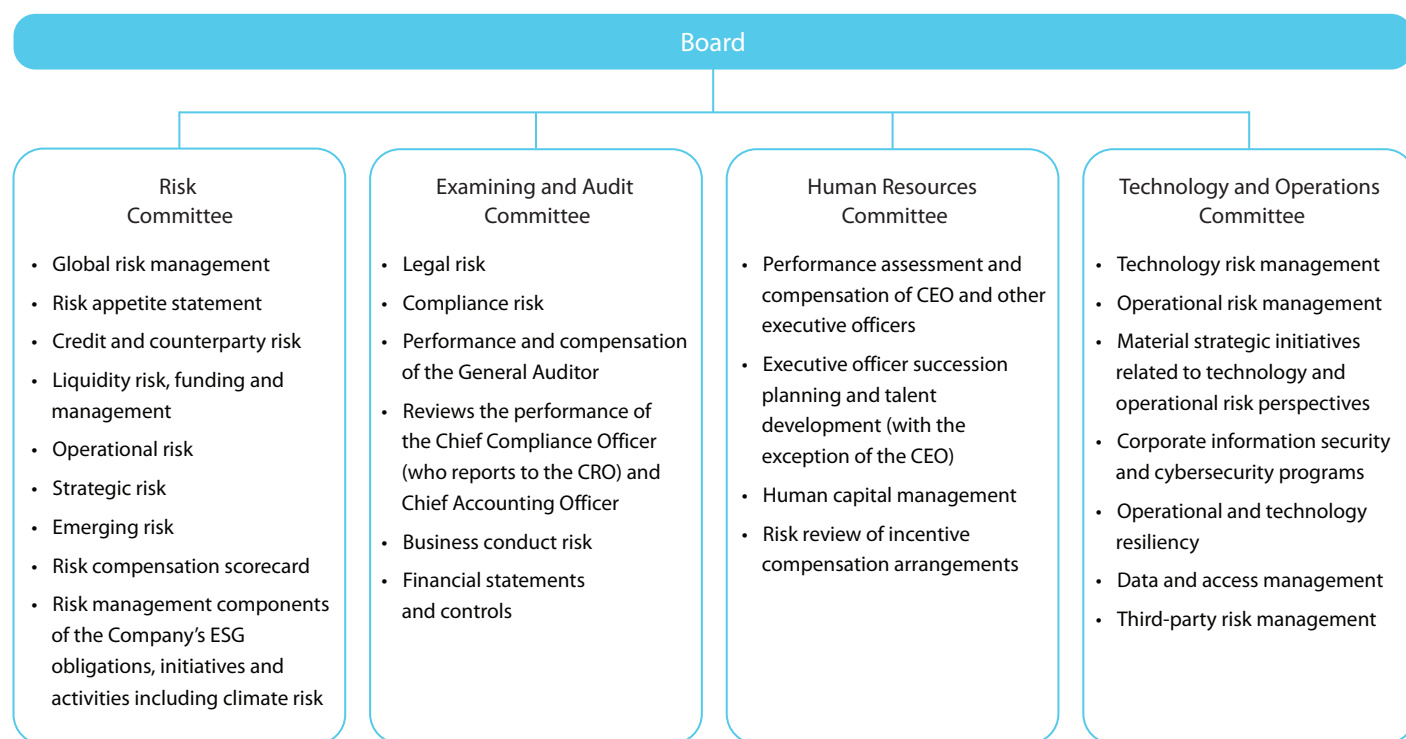 Board
Risk
Committee
• Global risk management
• Risk appetite statement
• Credit and counterparty risk
• Liquidity risk, funding and
management
• Operational risk
• Strategic risk
• Emerging risk
• Risk compensation scorecard
• Risk management components
of the Company’s ESG
obligations, initiatives and
activities including climate risk
Examining and Audit
Committee
• Legal risk
• Compliance risk
• Performance and compensation
of the General Auditor
• Reviews the performance of
the Chief Compliance Officer
(who reports to the CRO) and
Chief Accounting Officer
• Business conduct risk
• Financial statements
and controls
Human Resources
Committee
• Performance assessment and
compensation of CEO and other
executive officers
• Executive officer succession
planning and talent
development (with the
exception of the CEO)
• Human capital management
• Risk review of incentive
compensation arrangements
Technology and Operations
Committee
• Technology risk management
• Operational risk management
• Material strategic initiatives
related to technology and
operational risk perspectives
• Corporate information security
and cybersecurity programs
• Operational and technology
resiliency
• Data and access management
• Third-party risk management